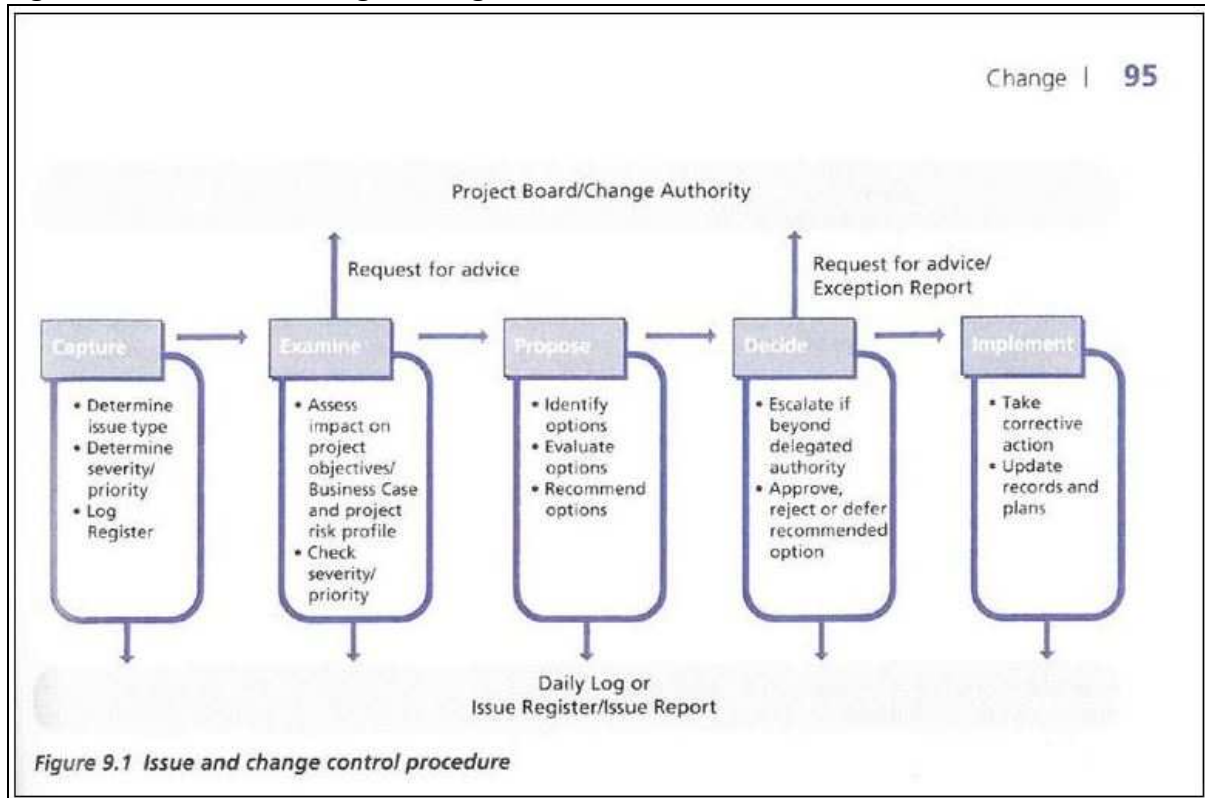 Change | 95
Project Board/Change Authority
Request for advice
Request for advice/
Exception Report
Capture
Examine
Propose
Decide
Implement
• Determine
issue type
• Determine
severity/
priority
• Log
Register
• Assess
impact on
project
objectives/
Business Case
and project
risk profile
• Check
severity/
priority
• Identify
options
• Evaluate
options
• Recommend
options
• Escalate if
beyond
delegated
authority
• Approve,
reject or defer
recommended
option
• Take
corrective
action
• Update
records and
plans
Daily Log or
Issue Register/Issue Report
Figure 9.1 Issue and change control procedure